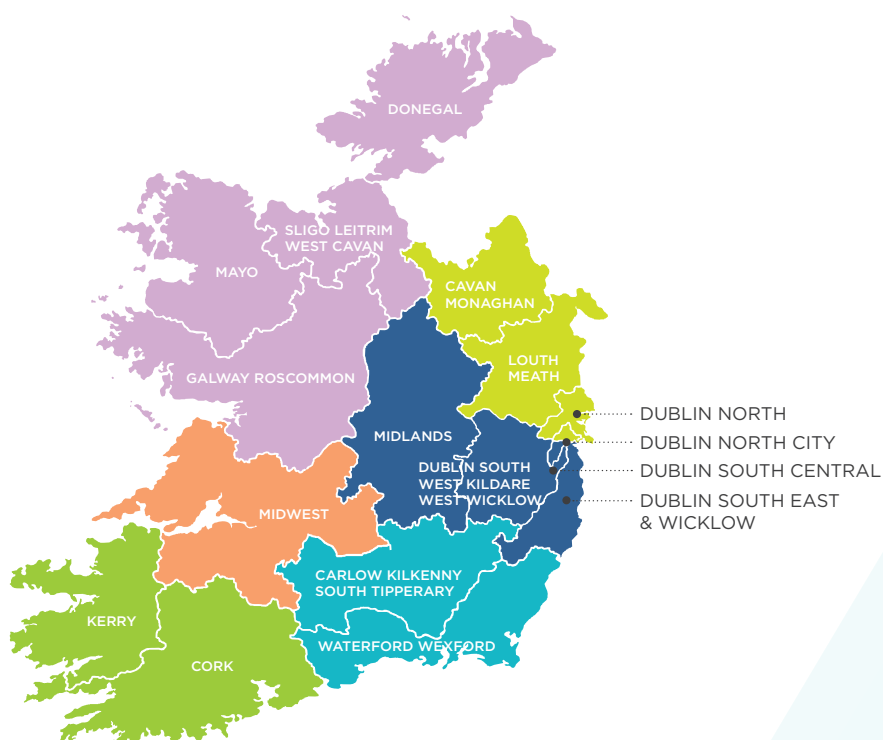 DONEGAL
SLIGO LEITRIM
WEST CAVAN
MAYO
CAVAN
MONAGHAN
LOUTH
MEATH
GALWAY ROSCOMMON
DUBLIN NORTH
MIDLANDS
DUBLIN NORTH CITY
DUBLIN SOUTH
WEST KILDARE
WEST WICKLOW
DUBLIN SOUTH CENTRAL
DUBLIN SOUTH EAST
& WICKLOW
MIDWEST
CARLOW KILKENNY
SOUTH TIPPERARY
KERRY
WATERFORD WEXFORD
CORK